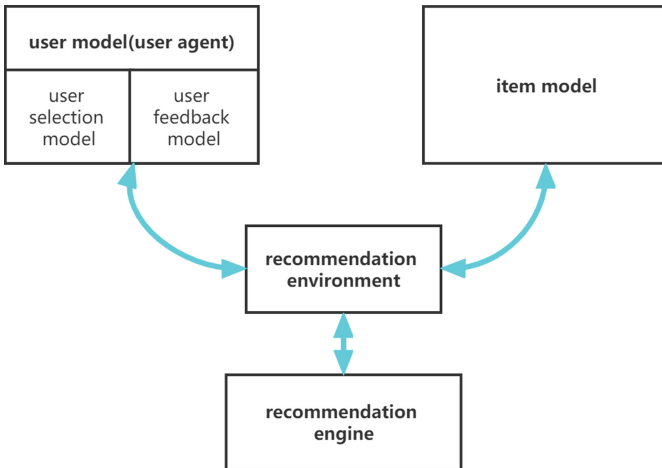 user model(user agent)
user
selection
model
user
feedback
model
item model
recommendation
environment
recommendation
engine